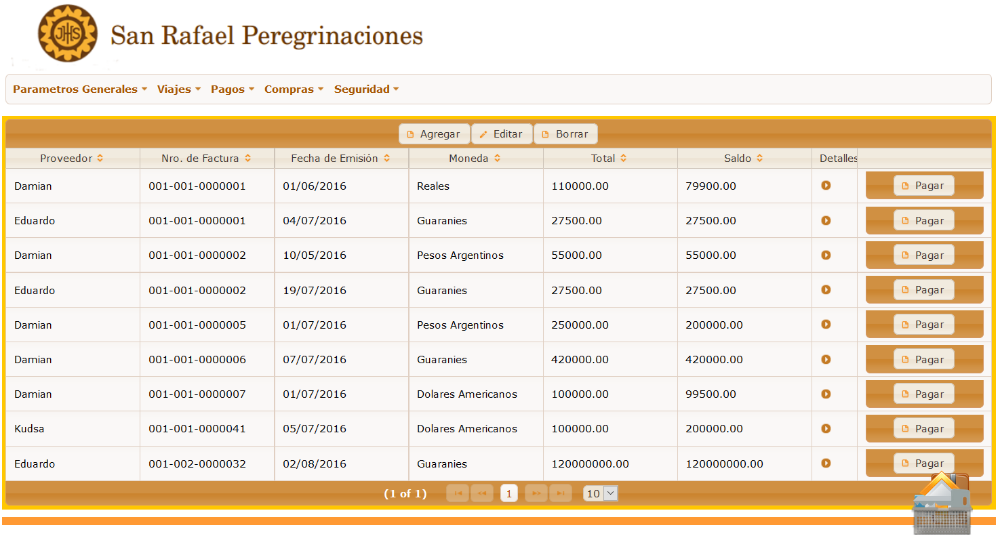 JHS San Rafael Peregrinaciones
Parametros Generales Viajes Pagos Compras Seguridad
Agregar Editar Borrar
Proveedor Nro. de Factura Fecha de Emisión Moneda Total Saldo Detalles
Damian 001-001-0000001 01/06/2016 Reales 110000.00 79900.00 Pagar
Eduardo 001-001-0000001 04/07/2016 Guaranies 27500.00 27500.00 Pagar
Damian 001-001-0000002 10/05/2016 Pesos Argentinos 55000.00 55000.00 Pagar
Eduardo 001-001-0000002 19/07/2016 Guaranies 27500.00 27500.00 Pagar
Damian 001-001-0000005 01/07/2016 Pesos Argentinos 250000.00 200000.00 Pagar
Damian 001-001-0000006 07/07/2016 Guaranies 420000.00 420000.00 Pagar
Damian 001-001-0000007 01/07/2016 Dolares Americanos 100000.00 99500.00 Pagar
Kudsa 001-001-0000041 05/07/2016 Dolares Americanos 100000.00 200000.00 Pagar
Eduardo 001-002-0000032 02/08/2016 Guaranies 120000000.00 120000000.00 Pagar
(1 of 1) 1 10